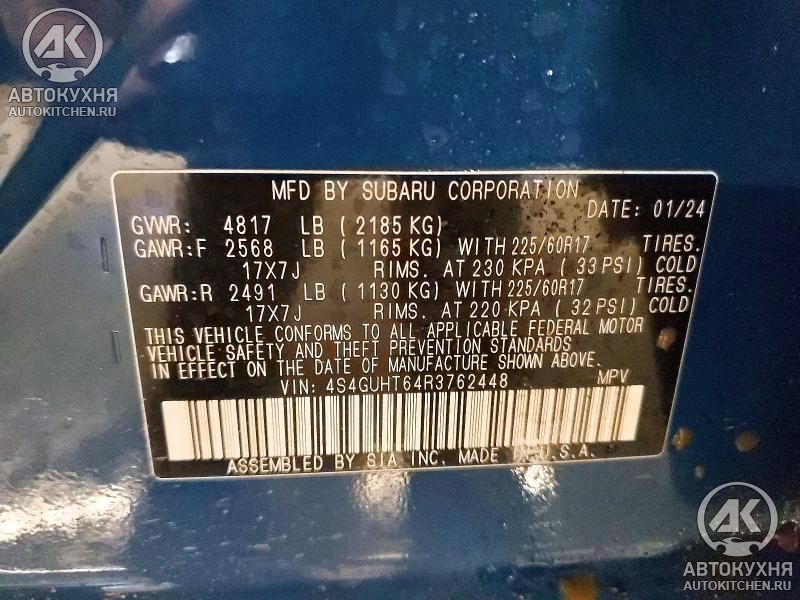 АК
АВТОКУХНЯ
AUTOKITCHEN.RU
MFD BY SUBARU CORPORATION
DATE: 01/24
GVWR: 4817 LB ( 2185 KG)
GAWR:F 2568 LB ( 1165 KG) WITH 225/60R17 TIRES.
17X7J RIMS. AT 230 KPA ( 33 PSI) COLD
GAWR:R 2491 LB ( 1130 KG) WITH 225/60R17 TIRES.
17X7J RIMS. AT 220 KPA ( 32 PSI) COLD
THIS VEHICLE CONFORMS TO ALL APPLICABLE FEDERAL MOTOR
VEHICLE SAFETY AND THEFT PREVENTION STANDARDS
IN EFFECT ON THE DATE OF MANUFACTURE SHOWN ABOVE.
VIN: 4S4GUHT64R3762448 MPV
ASSEMBLED BY SIA INC. MADE IN U.S.A.
АК
АВТОКУХНЯ
AUTOKITCHEN.RU